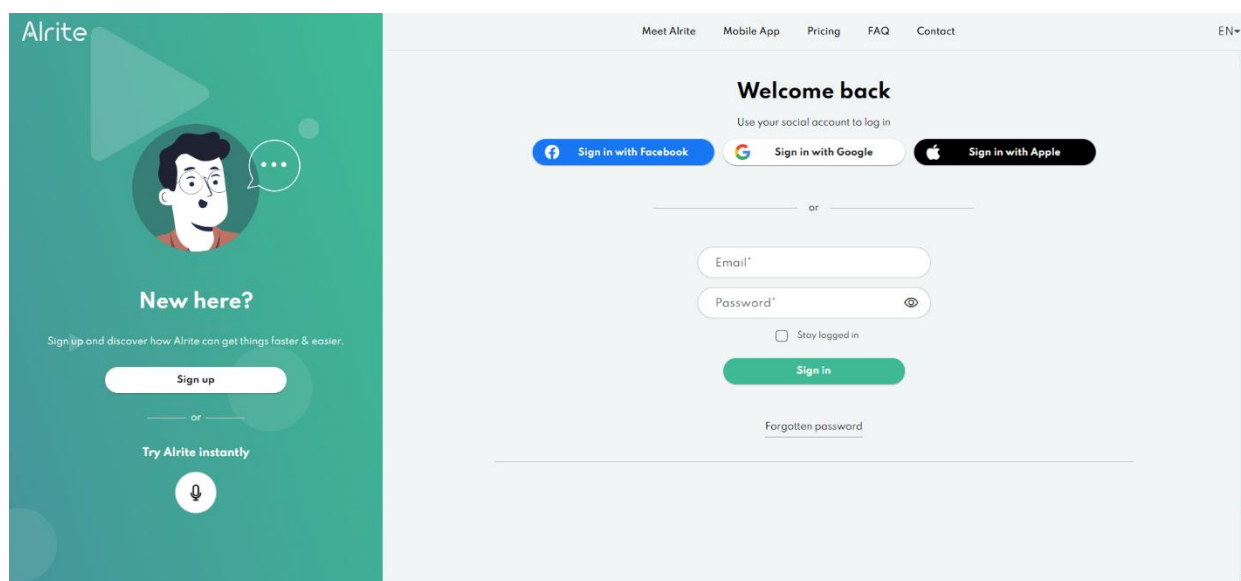 Alrite
Meet Alrite Mobile App Pricing FAQ Contact EN
Welcome back
Use your social account to log in
Sign in with Facebook Sign in with Google Sign in with Apple
or
Email*
Password*
Stay logged in
Sign in
Forgotten password
New here?
Sign up and discover how Alrite can get things faster & easier.
Sign up
or
Try Alrite instantly